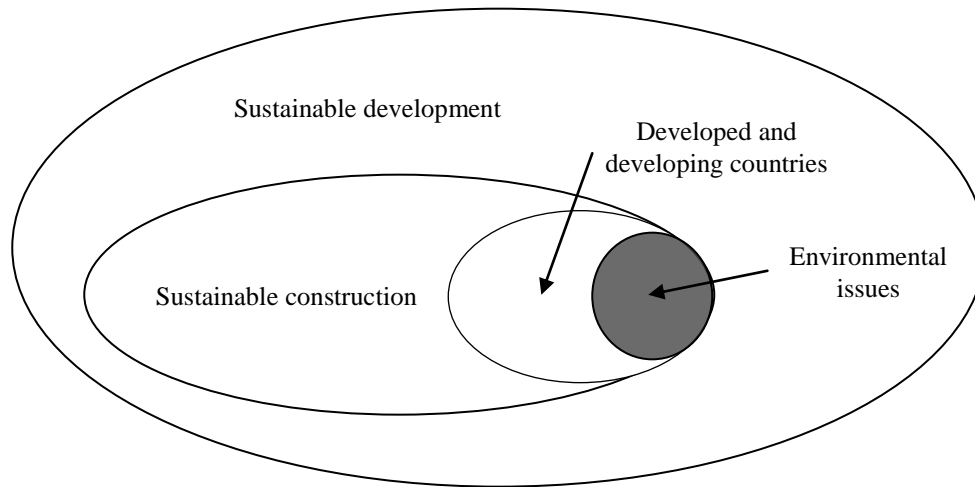 Sustainable development
Developed and
developing countries
Environmental
issues
Sustainable construction